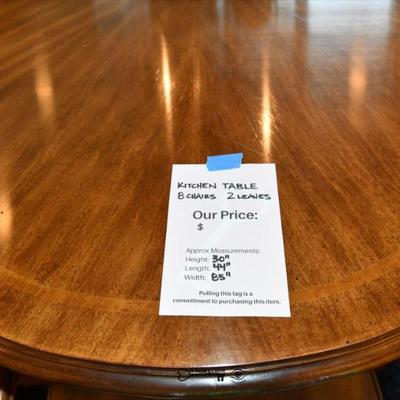 KITCHEN TABLE
8 CHAIRS 2 LEAVES
Our Price:
$
Approx Measurements:
Height: 30"
Length: 44"
Width: 85"
Pulling this tag is a
commitment to purchasing this item.